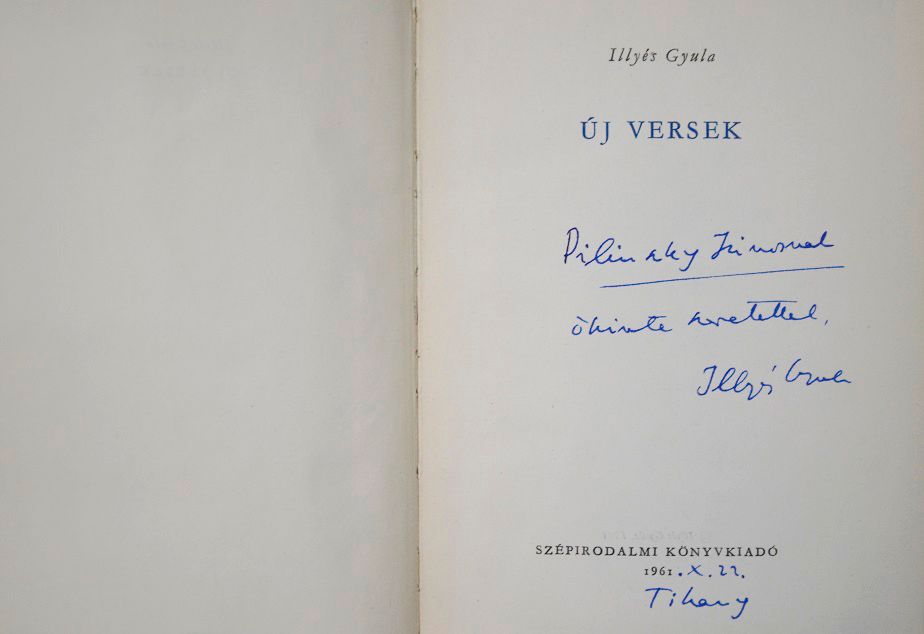 Illyés Gyula
ÚJ VERSEK
Pilinszky Jánosnak
őszinte szeretettel,
Illyés Gyula
SZÉPIRODALMI KÖNYVKIADÓ
1961.X.22.
Tihany